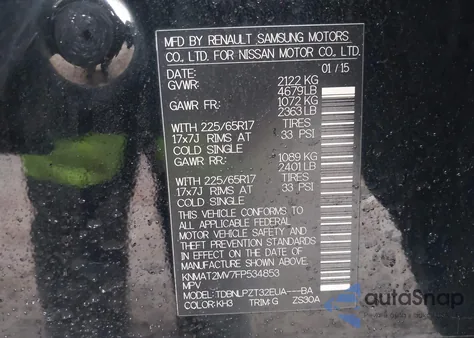 MFD BY RENAULT SAMSUNG MOTORS
CO., LTD. FOR NISSAN MOTOR CO., LTD.
DATE: 01/15
GVWR: 2122 KG
4679LB
GAWR FR: 1072 KG
2363LB
WITH 225/65R17 TIRES
17x7J RIMS AT 33 PSI
COLD SINGLE
GAWR RR: 1089 KG
2401LB
WITH 225/65R17 TIRES
17x7J RIMS AT 33 PSI
COLD SINGLE
THIS VEHICLE CONFORMS TO
ALL APPLICABLE FEDERAL
MOTOR VEHICLE SAFETY AND
THEFT PREVENTION STANDARDS
IN EFFECT ON THE DATE OF
MANUFACTURE SHOWN ABOVE.
KNMAT2MV7FP534853
MPV
MODEL: TDBNLPZT32EUA---BA
COLOR: KH3 TRIM: G ZS30A
autosnap